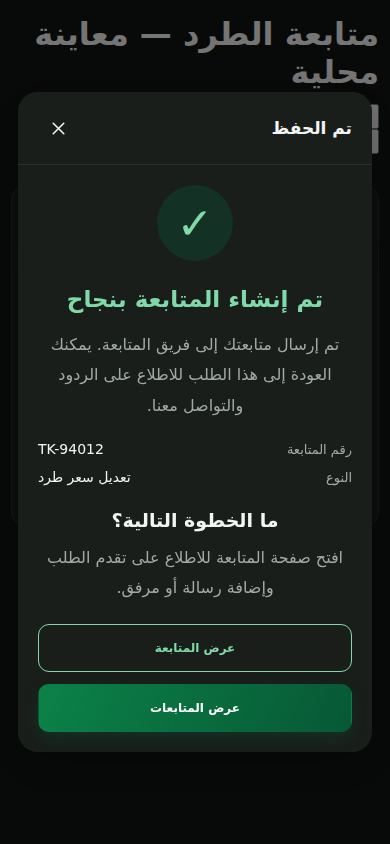 متابعة الطرد — معاينة
محلية
تم الحفظ
تم إنشاء المتابعة بنجاح
تم إرسال متابعتك إلى فريق المتابعة. يمكنك
العودة إلى هذا الطلب للاطلاع على الردود
والتواصل معنا.
رقم المتابعة TK-94012
النوع تعديل سعر طرد
ما الخطوة التالية؟
افتح صفحة المتابعة للاطلاع على تقدم الطلب
وإضافة رسالة أو مرفق.
عرض المتابعة
عرض المتابعات